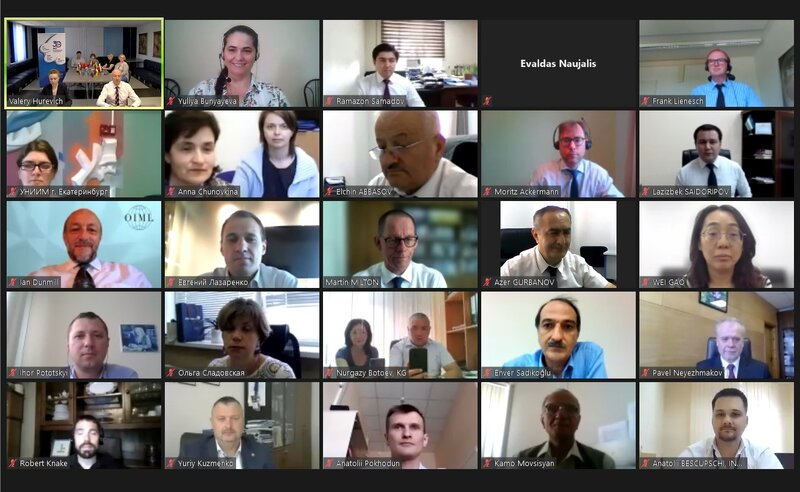 Valery Hurevich
Yuliya Bunyayeva
Ramazon Samadov
Evaldas Naujalis
Frank Lienesch
УНИИМ г. Екатеринбург
Anna Chunovkina
Elchin ABBASOV
Moritz Ackermann
Lazizbek SAIDORIPOV
OIML
Ian Dunmill
Евгений Лазаренко
Martin MILTON
Azer GURBANOV
WEI GAO
Ihor Pototskyi
Ольга Сладовская
Nurgazy Botoev, KG
Enver Sadıkoğlu
Pavel Neyezhmakov
Robert Knake
Yuriy Kuzmenko
Anatolii Pokhodun
Kamo Movsisyan
Anatoli BESCUPSCHI, IN...